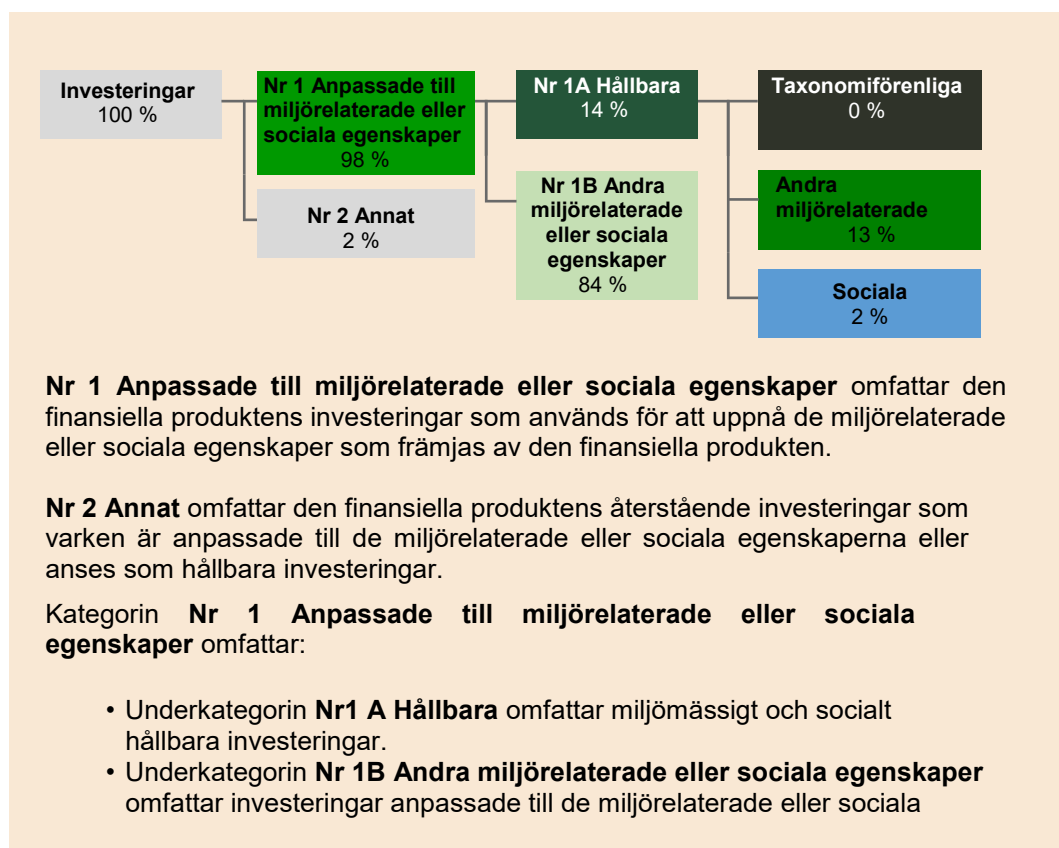 Investeringar
100 %
Nr 1 Anpassade till
miljörelaterade eller
sociala egenskaper
98 %
Nr 2 Annat
2 %
Nr 1A Hållbara
14 %
Nr 1B Andra
miljörelaterade
eller sociala
egenskaper
84 %
Taxonomiförenliga
0 %
Andra
miljörelaterade
13 %
Sociala
2 %
Nr 1 Anpassade till miljörelaterade eller sociala egenskaper omfattar den
finansiella produktens investeringar som används för att uppnå de miljörelaterade
eller sociala egenskaper som främjas av den finansiella produkten.
Nr 2 Annat omfattar den finansiella produktens återstående investeringar som
varken är anpassade till de miljörelaterade eller sociala egenskaperna eller
anses som hållbara investeringar.
Kategorin Nr 1 Anpassade till miljörelaterade eller sociala
egenskaper omfattar:
• Underkategorin Nr1 A Hållbara omfattar miljömässigt och socialt
hållbara investeringar.
• Underkategorin Nr 1B Andra miljörelaterade eller sociala egenskaper
omfattar investeringar anpassade till de miljörelaterade eller sociala